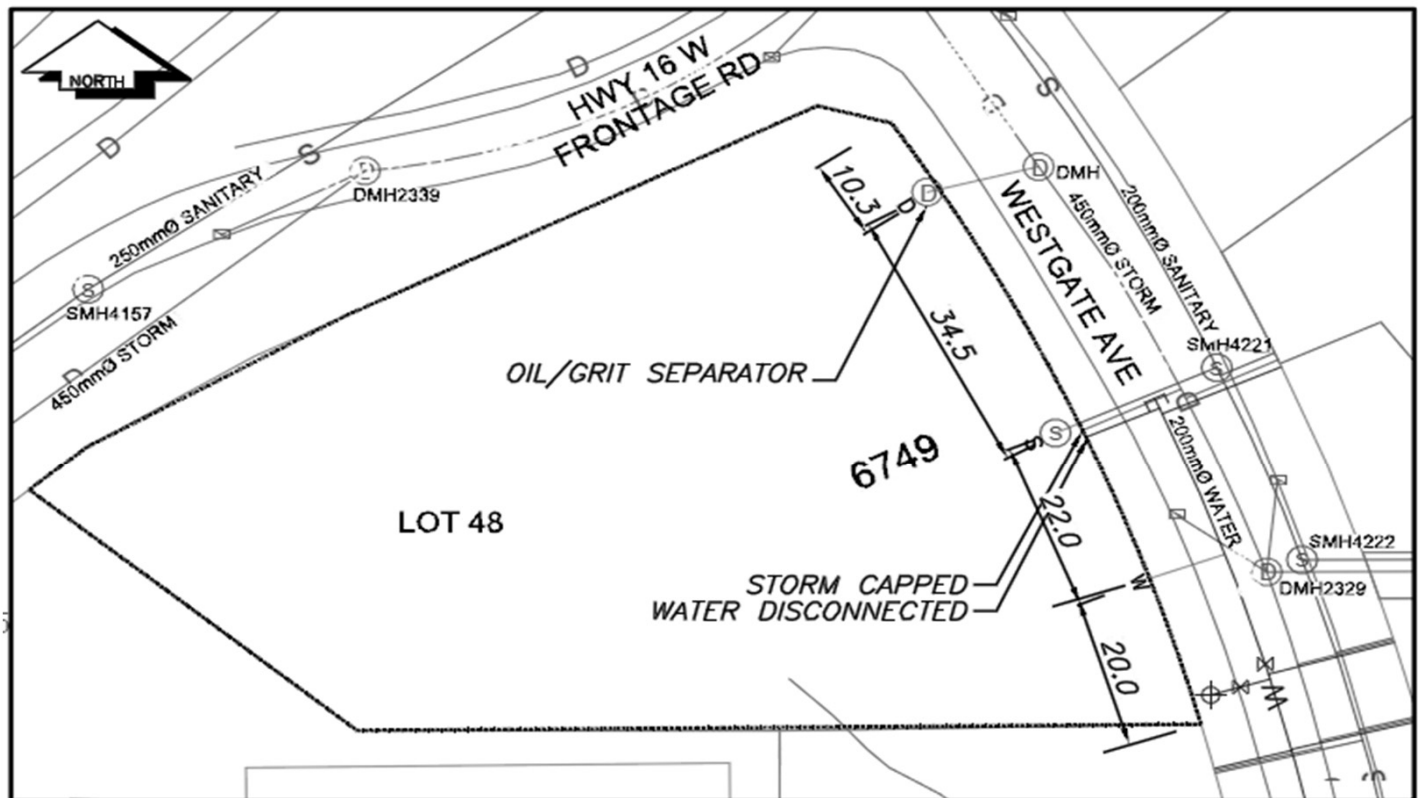 NORTH
D
D
HWY 16 W
FRONTAGE RD
S
S
D
DMH2339
250mmØ SANITARY
S
SMH4157
D
450mmØ STORM
10.3
D
D
D
DMH
WESTGATE AVE
450mmØ STORM
200mmØ SANITARY
34.5
OIL/GRIT SEPARATOR
SMH4221
S
D
S
S
6749
LOT 48
22.0
200mmØ WATER
STORM CAPPED
WATER DISCONNECTED
W
SMH4222
S
D
DMH2329
20.0
W